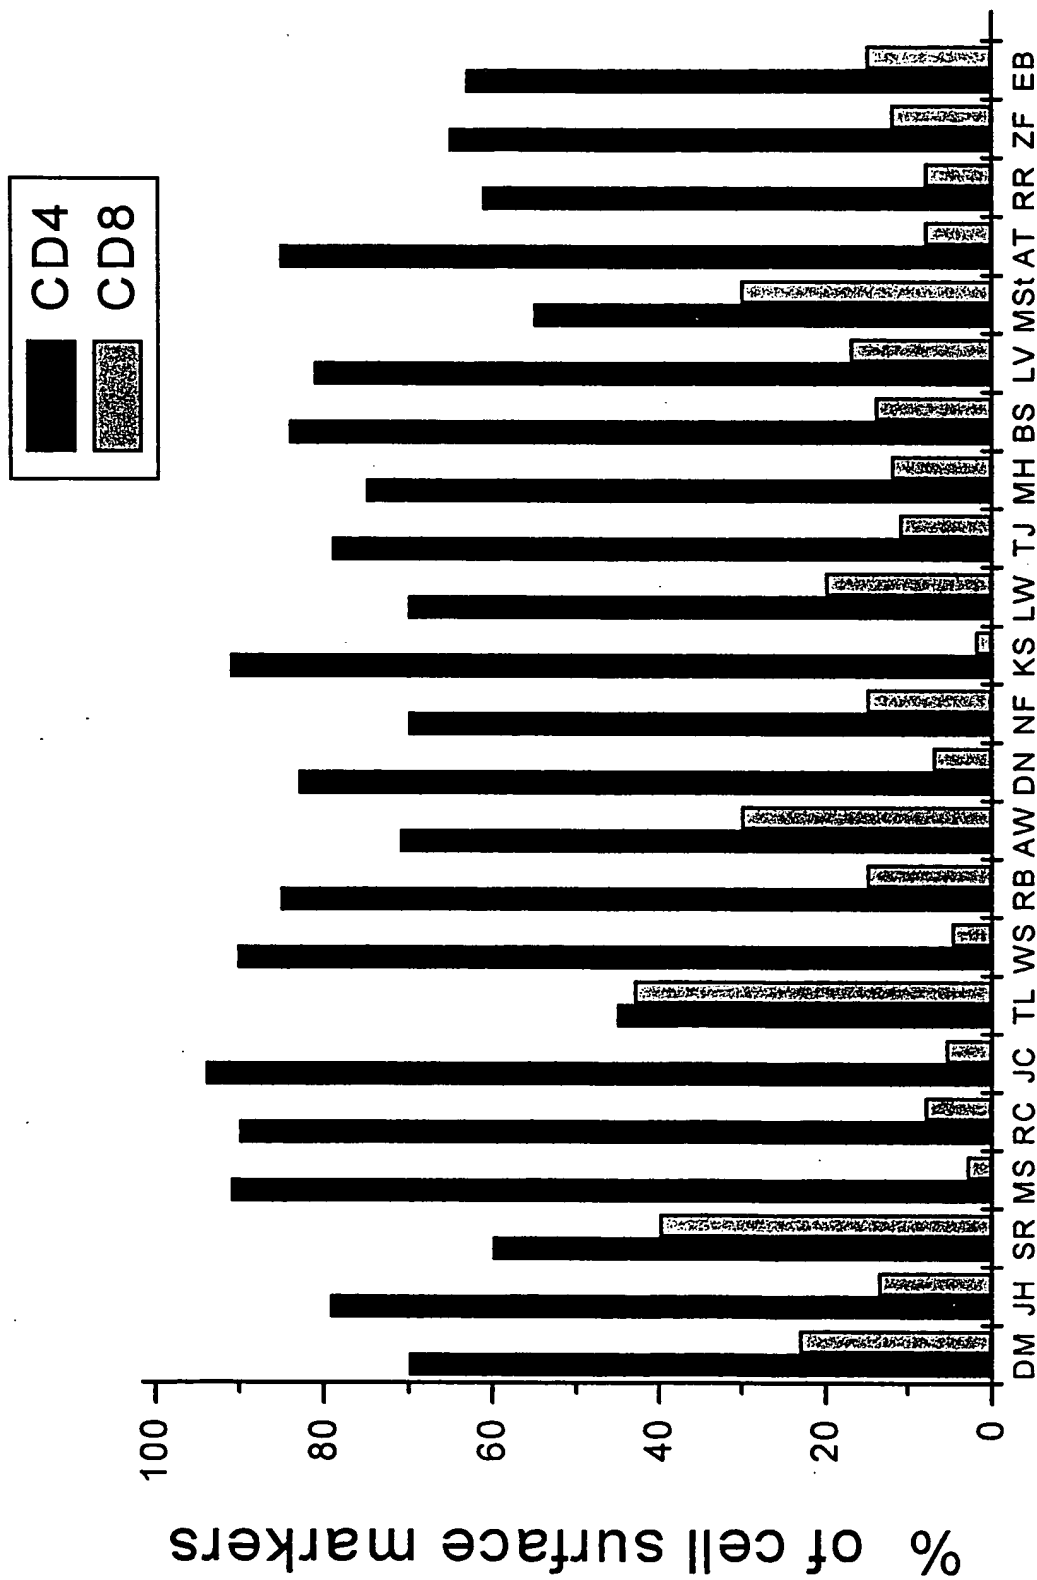 CD4
CD8
% of cell surface markers
100
80
60
40
20
0
DM JH SR MS RC JC TL WS RB AW DN NF KS LW TJ MH BS LV MSt AT RR ZF EB